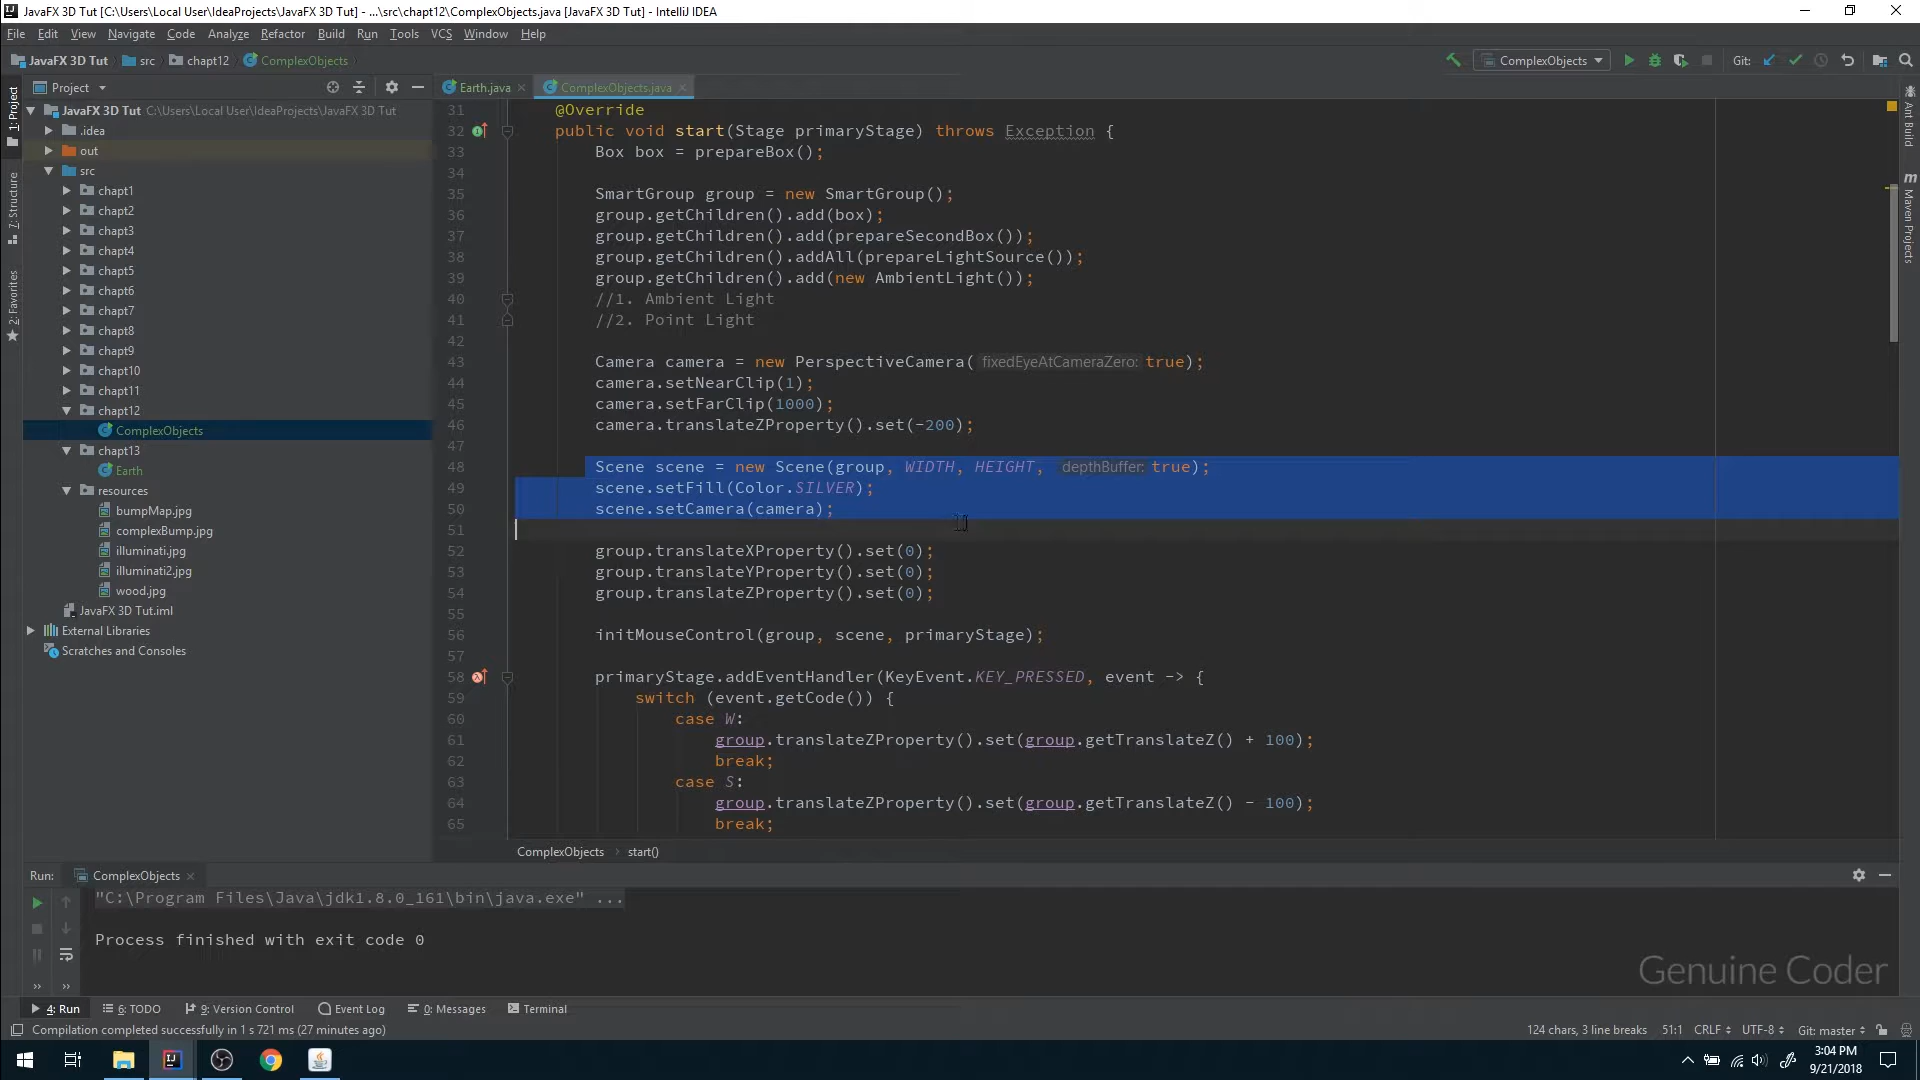 JavaFX 3D Tut [C:\Users\Local User\IdeaProjects\JavaFX 3D Tut] - ...\src\chapt12\ComplexObjects.java [JavaFX 3D Tut] - IntelliJ IDEA
File Edit View Navigate Code Analyze Refactor Build Run Tools VCS Window Help
JavaFX 3D Tut src chapt12 ComplexObjects
ComplexObjects Git:
Project
Earth.java ComplexObjects.java
1: Project
7: Structure
2: Favorites
JavaFX 3D Tut C:\Users\Local User\IdeaProjects\JavaFX 3D Tut
.idea
out
src
chapt1
chapt2
chapt3
chapt4
chapt5
chapt6
chapt7
chapt8
chapt9
chapt10
chapt11
chapt12
ComplexObjects
chapt13
Earth
resources
bumpMap.jpg
complexBump.jpg
illuminati.jpg
illuminati2.jpg
wood.jpg
JavaFX 3D Tut.iml
External Libraries
Scratches and Consoles
31 @Override
32 public void start(Stage primaryStage) throws Exception {
33 Box box = prepareBox();
34
35 SmartGroup group = new SmartGroup();
36 group.getChildren().add(box);
37 group.getChildren().add(prepareSecondBox());
38 group.getChildren().addAll(prepareLightSource());
39 group.getChildren().add(new AmbientLight());
40 //1. Ambient Light
41 //2. Point Light
42
43 Camera camera = new PerspectiveCamera( fixedEyeAtCameraZero: true);
44 camera.setNearClip(1);
45 camera.setFarClip(1000);
46 camera.translateZProperty().set(-200);
47
48 Scene scene = new Scene(group, WIDTH, HEIGHT, depthBuffer: true);
49 scene.setFill(Color.SILVER);
50 scene.setCamera(camera);
51
52 group.translateXProperty().set(0);
53 group.translateYProperty().set(0);
54 group.translateZProperty().set(0);
55
56 initMouseControl(group, scene, primaryStage);
57
58 primaryStage.addEventHandler(KeyEvent.KEY_PRESSED, event -> {
59 switch (event.getCode()) {
60 case W:
61 group.translateZProperty().set(group.getTranslateZ() + 100);
62 break;
63 case S:
64 group.translateZProperty().set(group.getTranslateZ() - 100);
65 break;
Ant Build
Maven Projects
ComplexObjects start()
Run: ComplexObjects
"C:\Program Files\Java\jdk1.8.0_161\bin\java.exe" ...
Process finished with exit code 0
Genuine Coder
4: Run 6: TODO 9: Version Control Event Log 0: Messages Terminal
Compilation completed successfully in 1 s 721 ms (27 minutes ago) 124 chars, 3 line breaks 51:1 CRLF UTF-8 Git: master
3:04 PM
9/21/2018